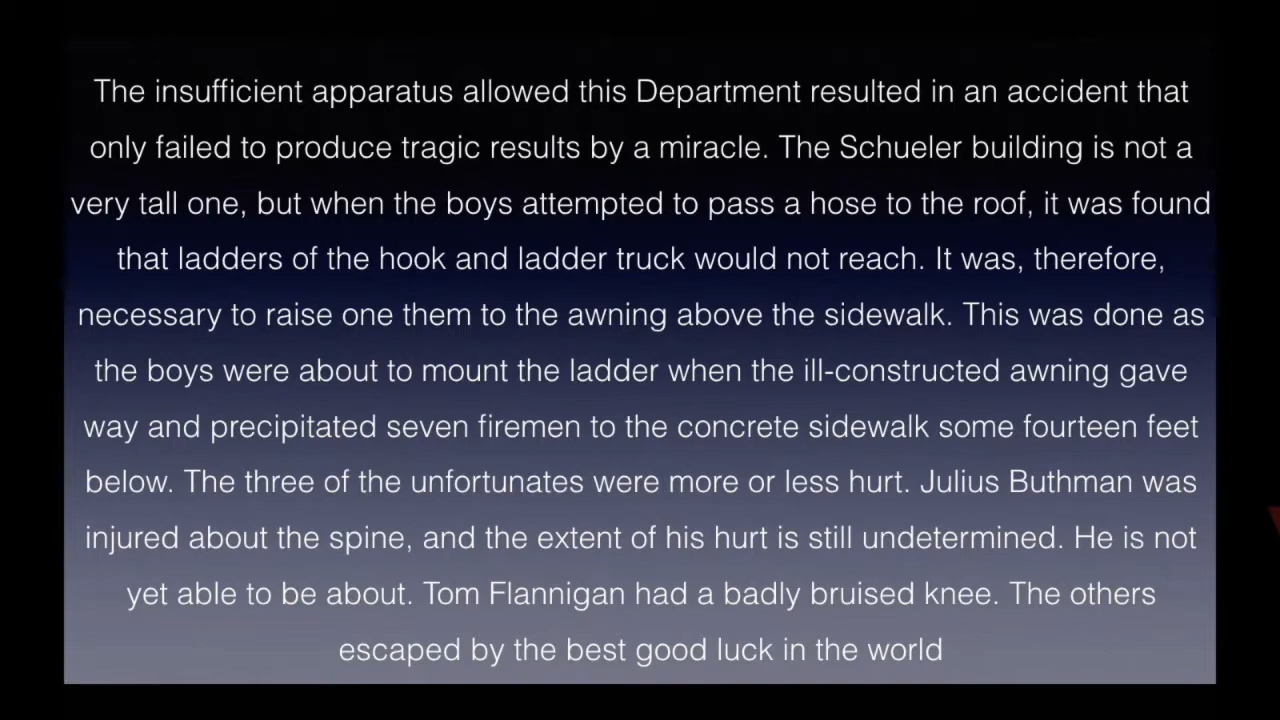 The insufficient apparatus allowed this Department resulted in an accident that
only failed to produce tragic results by a miracle. The Schueler building is not a
very tall one, but when the boys attempted to pass a hose to the roof, it was found
that ladders of the hook and ladder truck would not reach. It was, therefore,
necessary to raise one them to the awning above the sidewalk. This was done as
the boys were about to mount the ladder when the ill-constructed awning gave
way and precipitated seven firemen to the concrete sidewalk some fourteen feet
below. The three of the unfortunates were more or less hurt. Julius Buthman was
injured about the spine, and the extent of his hurt is still undetermined. He is not
yet able to be about. Tom Flannigan had a badly bruised knee. The others
escaped by the best good luck in the world